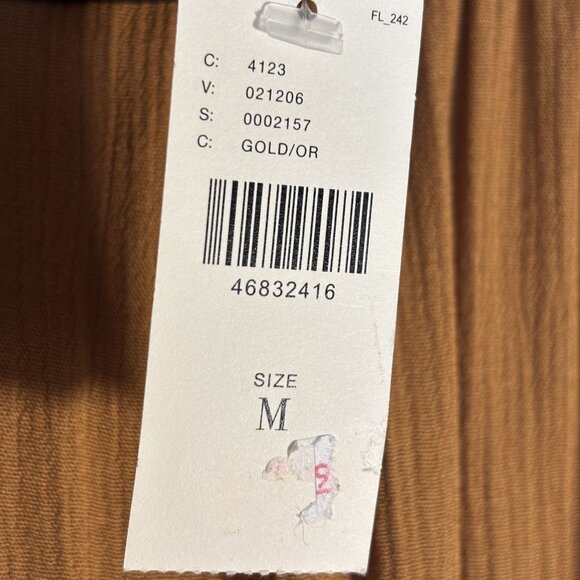 FL_242
C: 4123
V: 021206
S: 0002157
C: GOLD/OR
46832416
SIZE
M